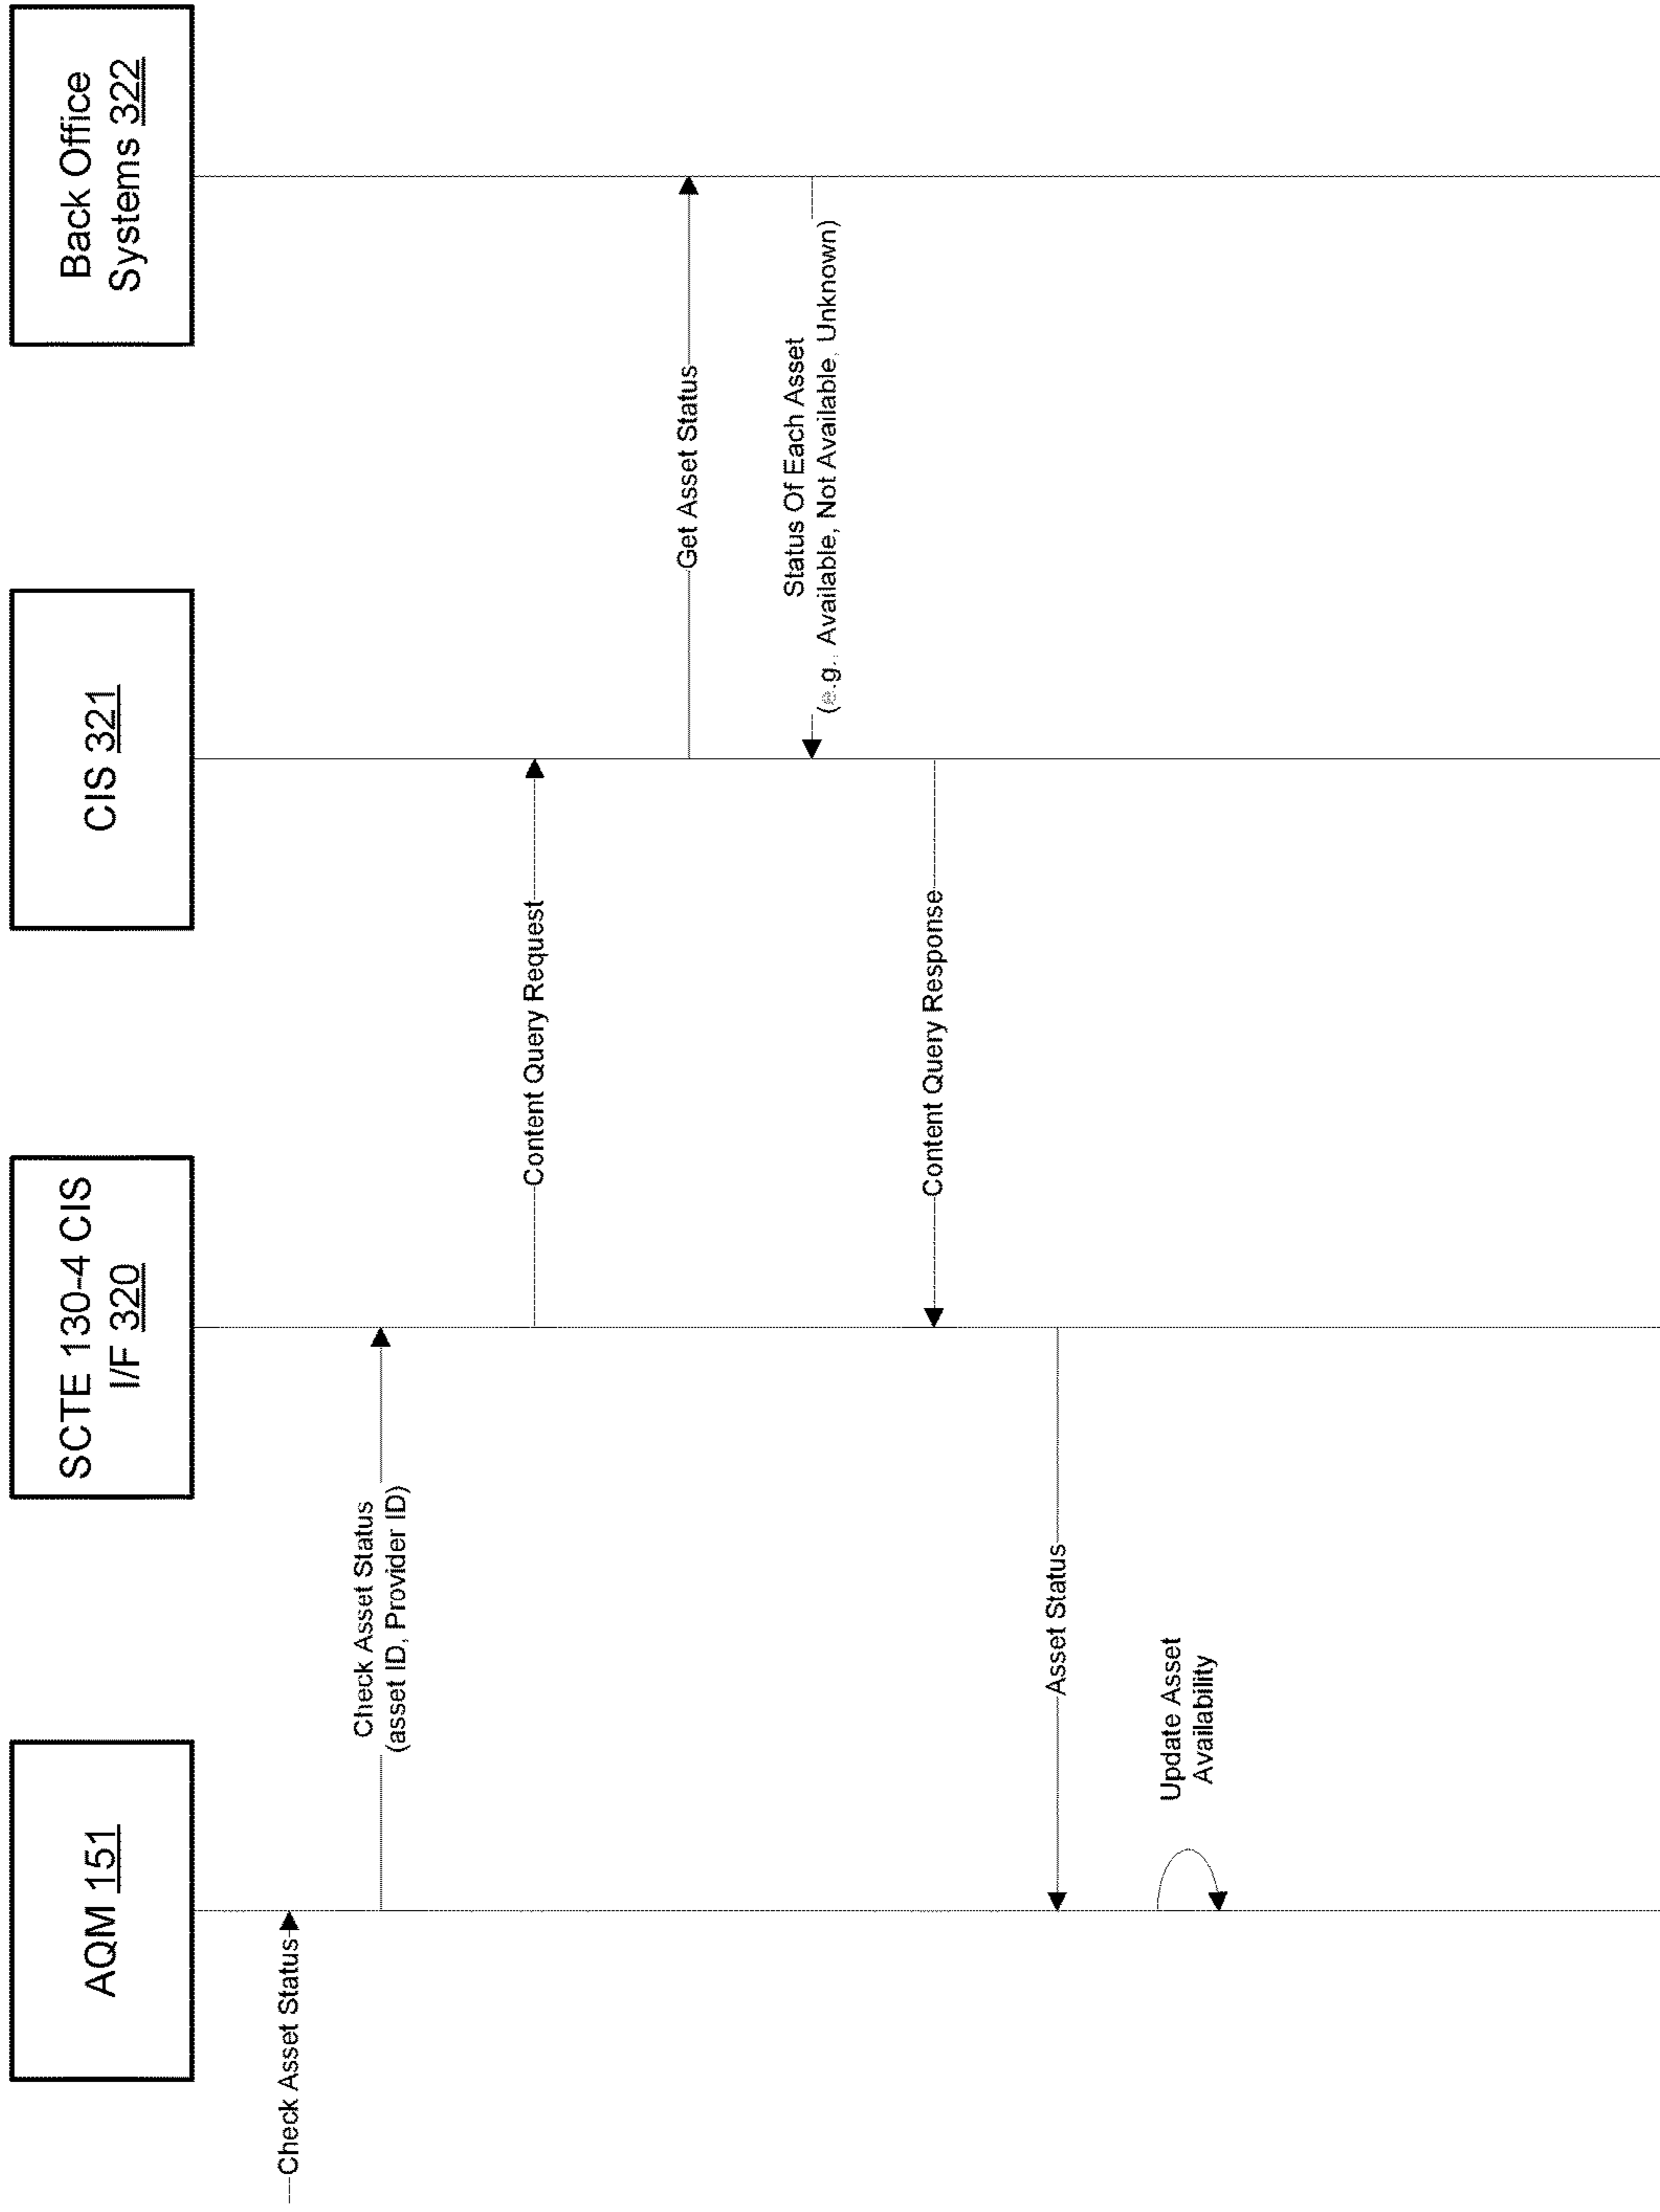 AQM 151
SCTE 130-4 CIS
I/F 320
CIS 321
Back Office
Systems 322
Check Asset Status
Check Asset Status
(asset ID, Provider ID)
Content Query Request
Get Asset Status
Status Of Each Asset
(e.g., Available, Not Available, Unknown)
Content Query Response
Asset Status
Update Asset
Availability